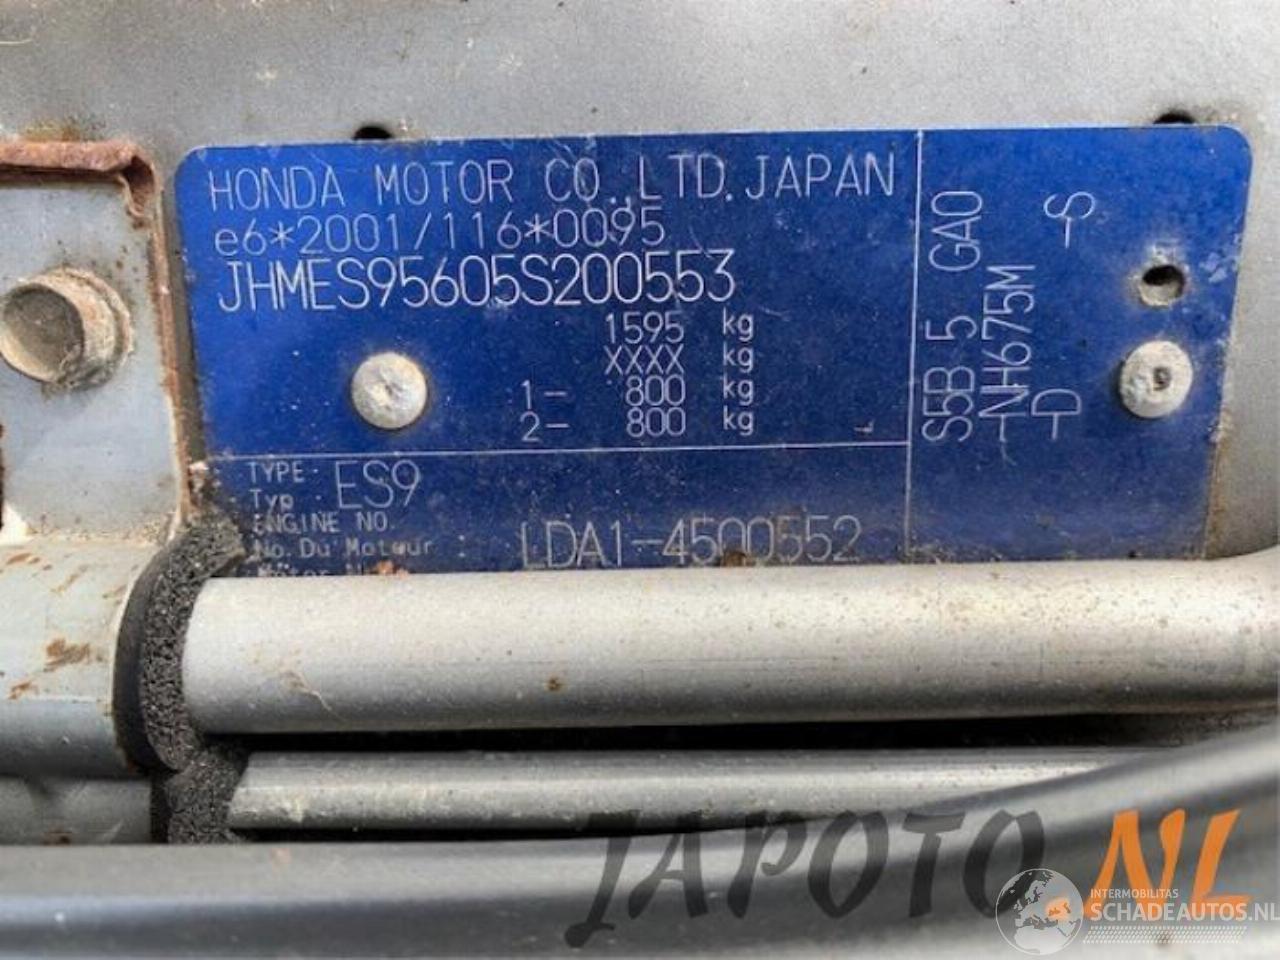 HONDA MOTOR CO.,LTD.JAPAN
e6*2001/116*0095
JHMES95605S200553
1595 kg
XXXX kg
1- 800 kg
2- 800 kg
TYPE
Typ : ES9
ENGINE NO.
No.Du Moteur : LDA1-4500552
S5B 5 GA0
-NH675M
-D -S
JAPOTO.NL
INTERMOBILITAS
SCHADEAUTOS.NL